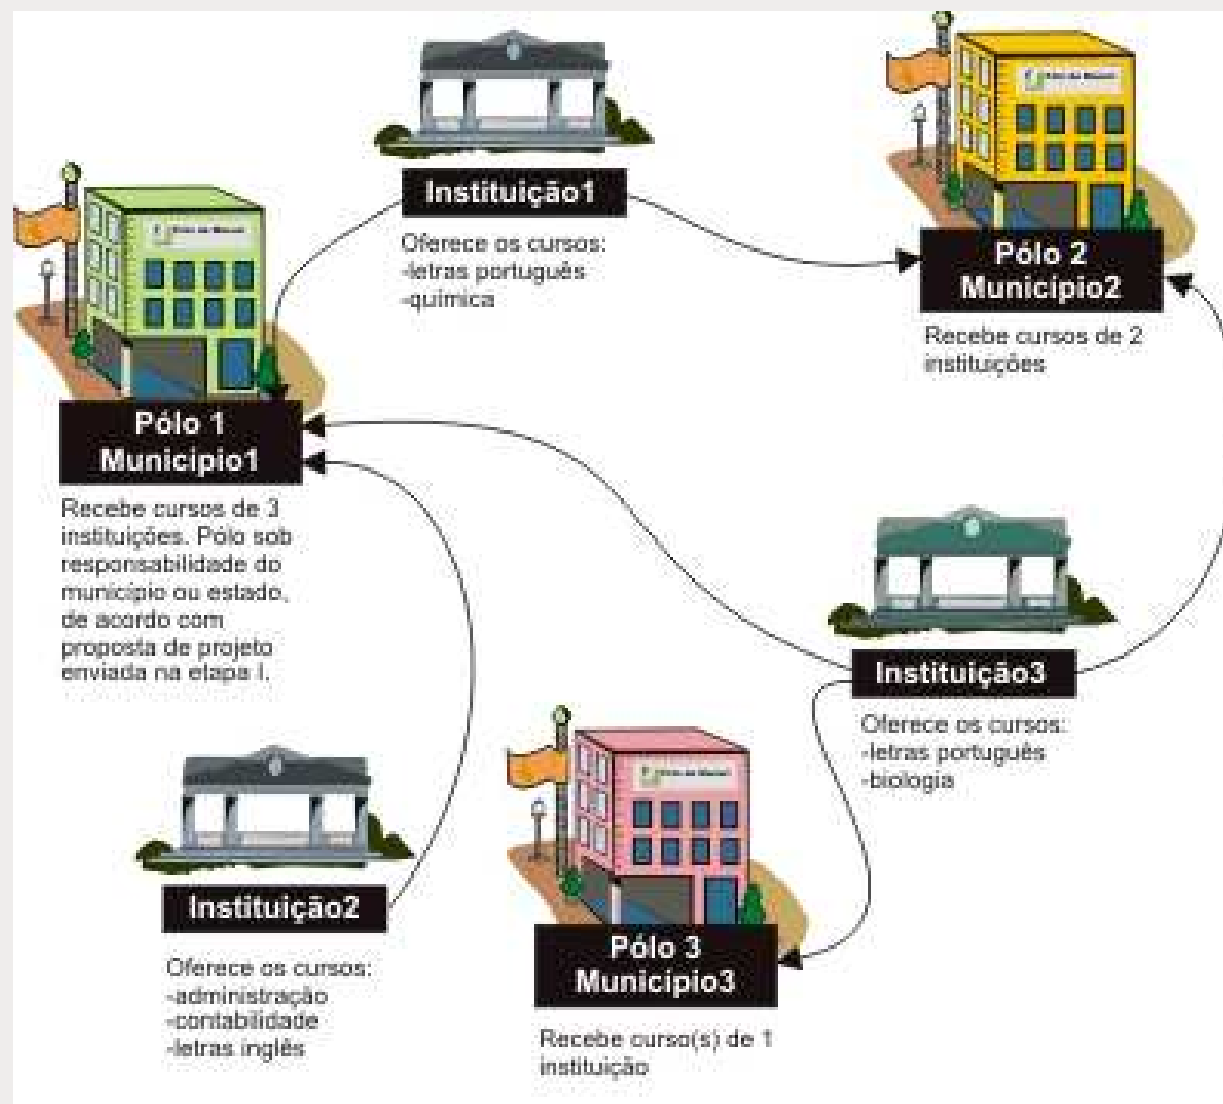 Instituição1
Oferece os cursos:
-letras português
-química
Pólo 2
Município2
Recebe cursos de 2
instituições
Pólo 1
Município1
Recebe cursos de 3
instituições. Pólo sob
responsabilidade do
município ou estado,
de acordo com
proposta de projeto
enviada na etapa I.
Instituição3
Oferece os cursos:
-letras português
-biologia
Instituição2
Oferece os cursos:
-administração
-contabilidade
-letras inglês
Pólo 3
Município3
Recebe curso(s) de 1
instituição